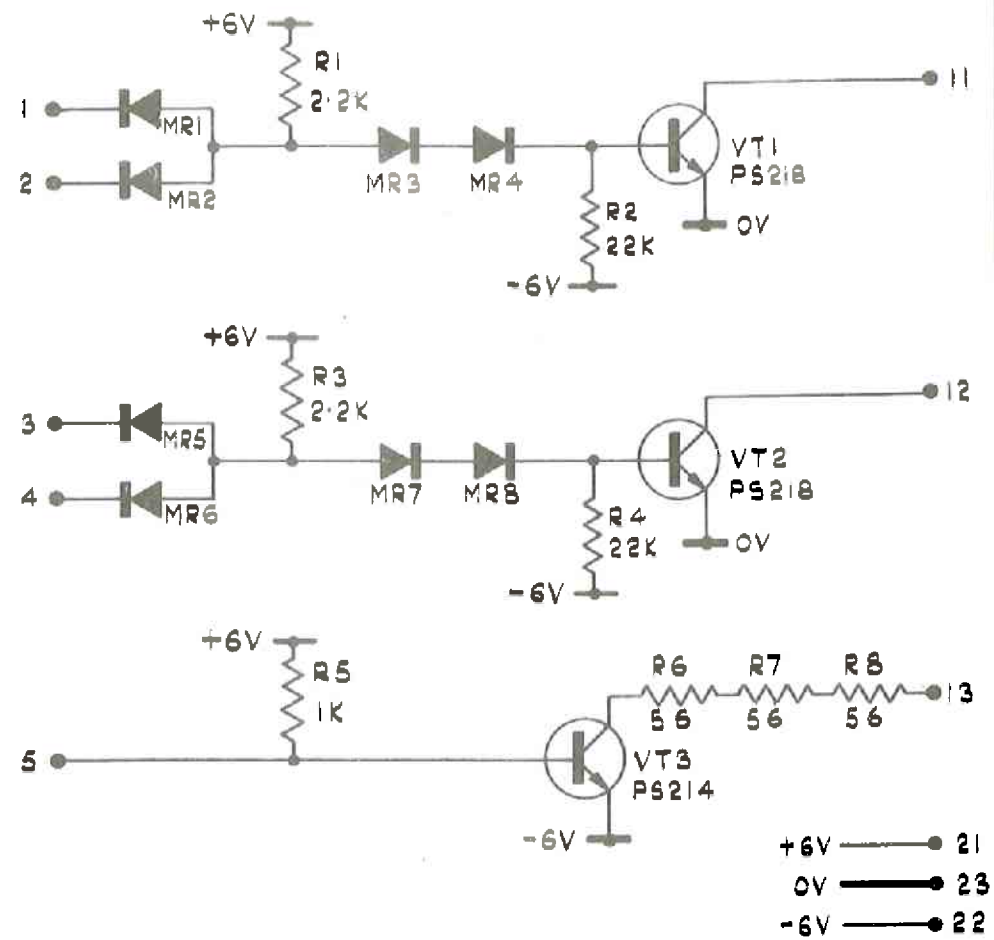 +6V
R1
2.2K
1
MR1
2
MR2
MR3
MR4
VT1
PS218
11
R2
22K
0V
-6V
+6V
R3
2.2K
3
MR5
4
MR6
MR7
MR8
VT2
PS218
12
R4
22K
0V
-6V
+6V
R5
1K
5
R6
R7
R8
56
56
56
13
VT3
PS214
-6V
+6V 21
0V 23
-6V 22